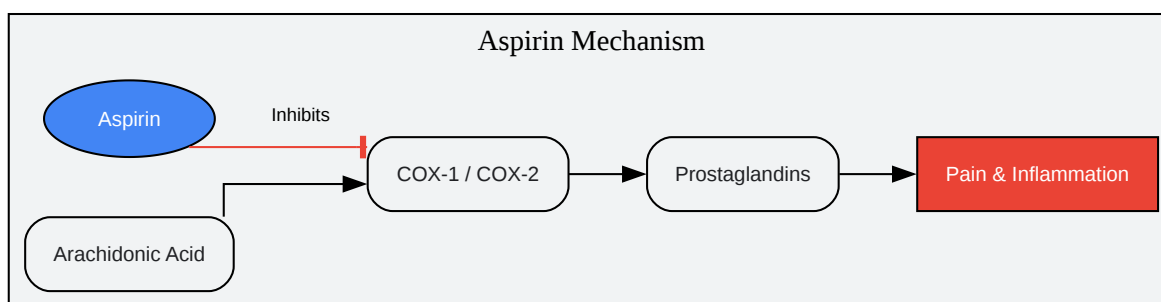 Aspirin Mechanism
Aspirin
Inhibits
COX-1 / COX-2
Prostaglandins
Pain & Inflammation
Arachidonic Acid